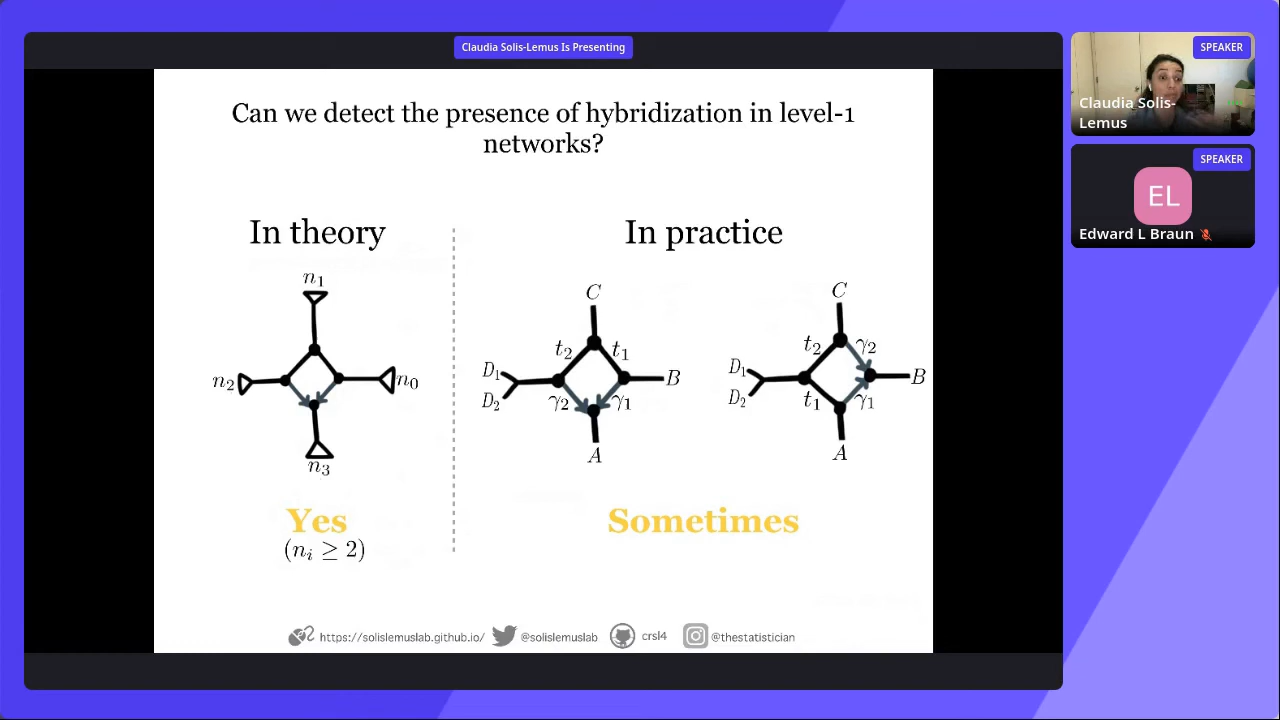 Claudia Solis-Lemus Is Presenting
Can we detect the presence of hybridization in level-1
networks?
In theory
n₁
n₂
n₀
n₃
Yes
(nᵢ ≥ 2)
In practice
C
t₂
t₁
D₁
D₂
B
γ₂
γ₁
A
C
t₂
γ₂
D₁
D₂
B
t₁
γ₁
A
Sometimes
https://solislemuslab.github.io/
@solislemuslab
crsl4
@thestatistician
SPEAKER
Claudia Solis-
Lemus
SPEAKER
EL
Edward L Braun